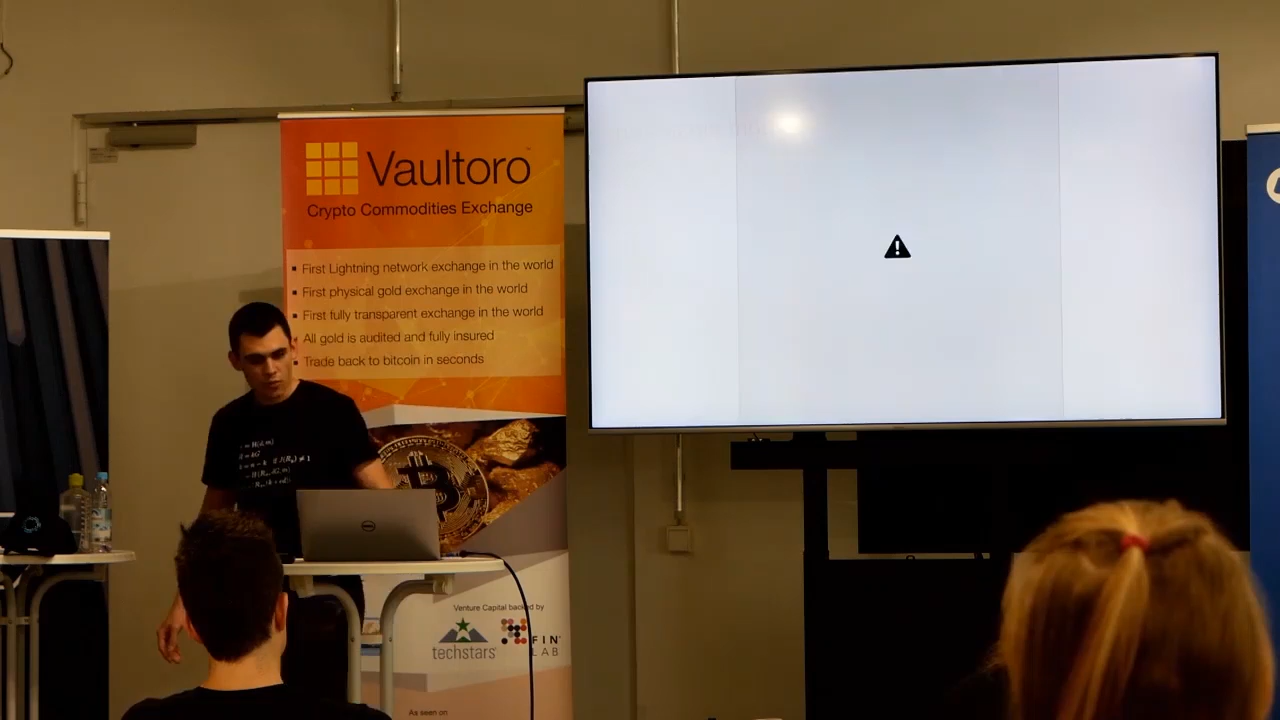 Vaultoro
Crypto Commodities Exchange
First Lightning network exchange in the world
First physical gold exchange in the world
First fully transparent exchange in the world
All gold is audited and fully insured
Trade back to bitcoin in seconds
DELL
Venture Capital backed by
techstars
FIN
LAB
As seen on